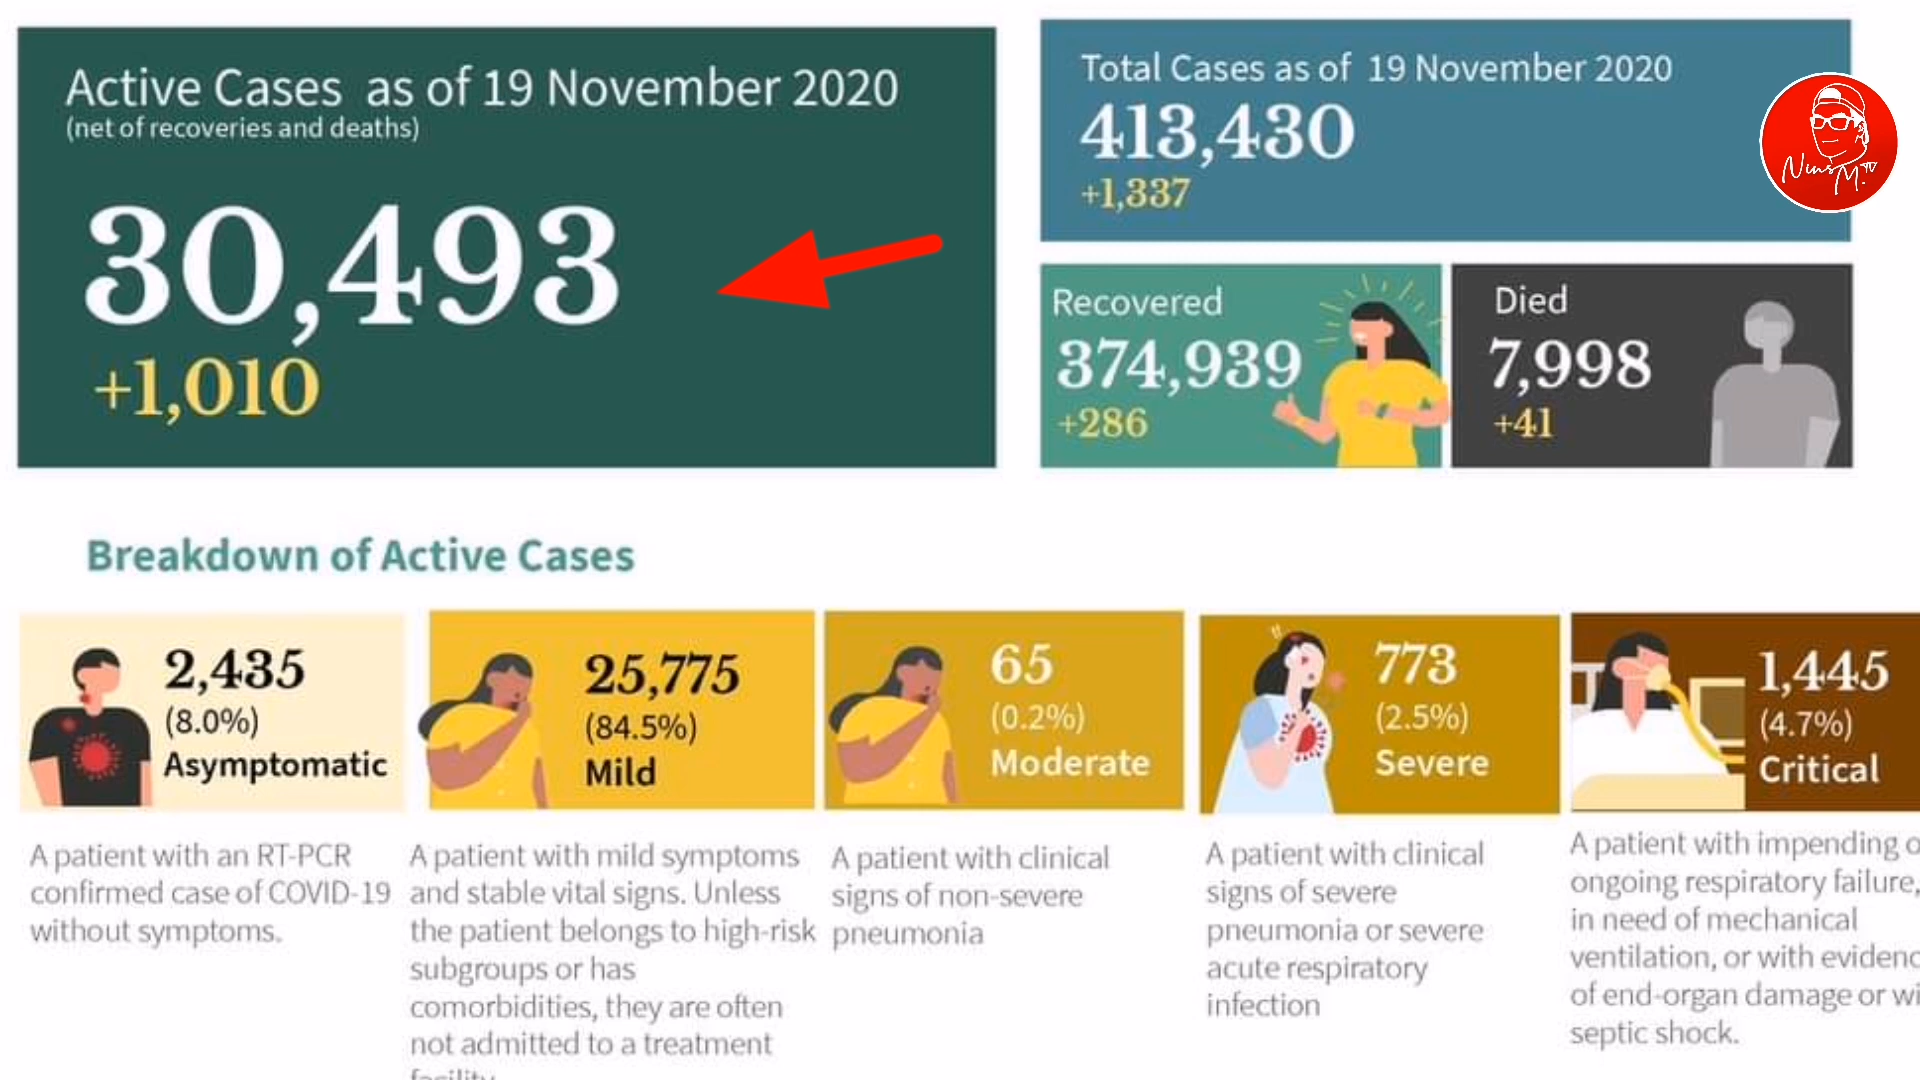 Active Cases as of 19 November 2020
(net of recoveries and deaths)
30,493
+1,010
Total Cases as of 19 November 2020
413,430
+1,337
Nins M. TV
Recovered
374,939
+286
Died
7,998
+41
Breakdown of Active Cases
2,435
(8.0%)
Asymptomatic
A patient with an RT-PCR
confirmed case of COVID-19
without symptoms.
25,775
(84.5%)
Mild
A patient with mild symptoms
and stable vital signs. Unless
the patient belongs to high-risk
subgroups or has
comorbidities, they are often
not admitted to a treatment
65
(0.2%)
Moderate
A patient with clinical
signs of non-severe
pneumonia
773
(2.5%)
Severe
A patient with clinical
signs of severe
pneumonia or severe
acute respiratory
infection
1,445
(4.7%)
Critical
A patient with impending
ongoing respiratory failure,
in need of mechanical
ventilation, or with
of end-organ damage or
septic shock.